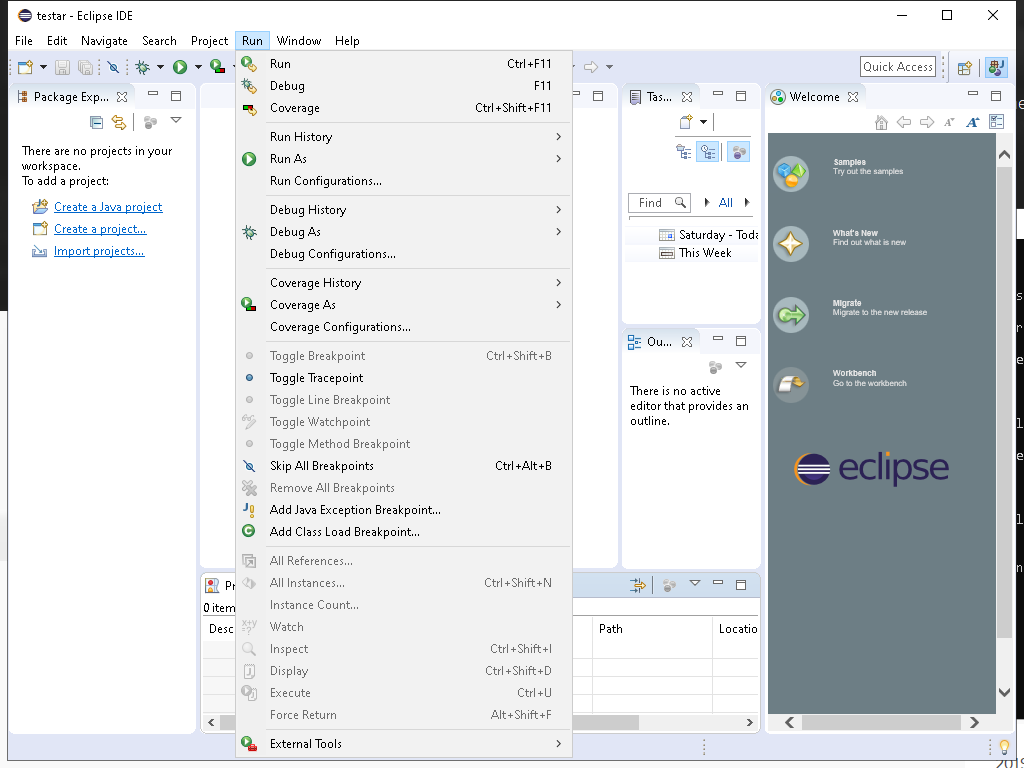 testar - Eclipse IDE
File Edit Navigate Search Project Run Window Help
Quick Access
Package Exp...
There are no projects in your
workspace.
To add a project:
Create a Java project
Create a project...
Import projects...
Run Ctrl+F11
Debug F11
Coverage Ctrl+Shift+F11
Run History
Run As
Run Configurations...
Debug History
Debug As
Debug Configurations...
Coverage History
Coverage As
Coverage Configurations...
Toggle Breakpoint Ctrl+Shift+B
Toggle Tracepoint
Toggle Line Breakpoint
Toggle Watchpoint
Toggle Method Breakpoint
Skip All Breakpoints Ctrl+Alt+B
Remove All Breakpoints
Add Java Exception Breakpoint...
Add Class Load Breakpoint...
All References...
All Instances... Ctrl+Shift+N
Instance Count...
Watch
Inspect Ctrl+Shift+I
Display Ctrl+Shift+D
Execute Ctrl+U
Force Return Alt+Shift+F
External Tools
Tas...
Find All
Saturday - Toda
This Week
Ou...
There is no active
editor that provides an
outline.
Welcome
Samples
Try out the samples
What's New
Find out what is new
Migrate
Migrate to the new release
Workbench
Go to the workbench
eclipse
Pr
0 item
Desc Path Locatio
2019